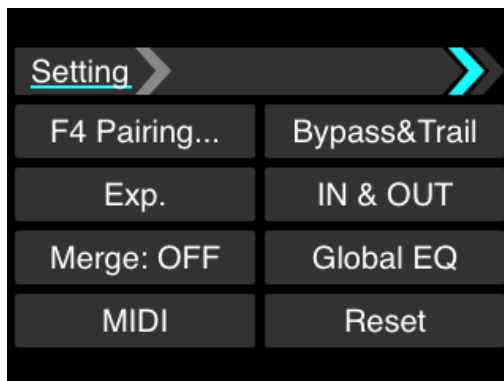 Setting
F4 Pairing... Bypass&Trail
Exp. IN & OUT
Merge: OFF Global EQ
MIDI Reset